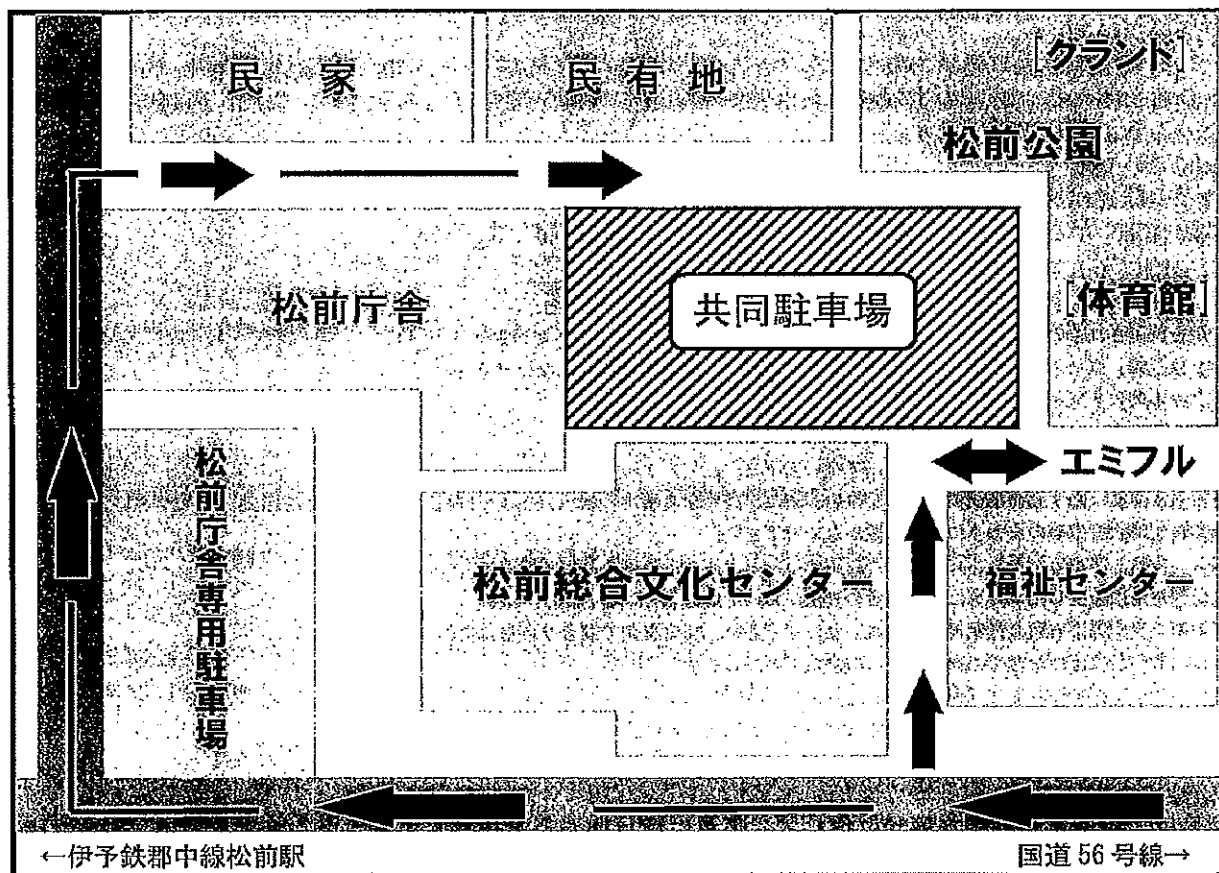 民 家
民 有 地
[クランド]
松前公園
松前庁舎
共同駐車場
[体育館]
エミフル
松前庁舎専用駐車場
松前総合文化センター
福祉センター
←伊予鉄郡中線松前駅
国道 56 号線→